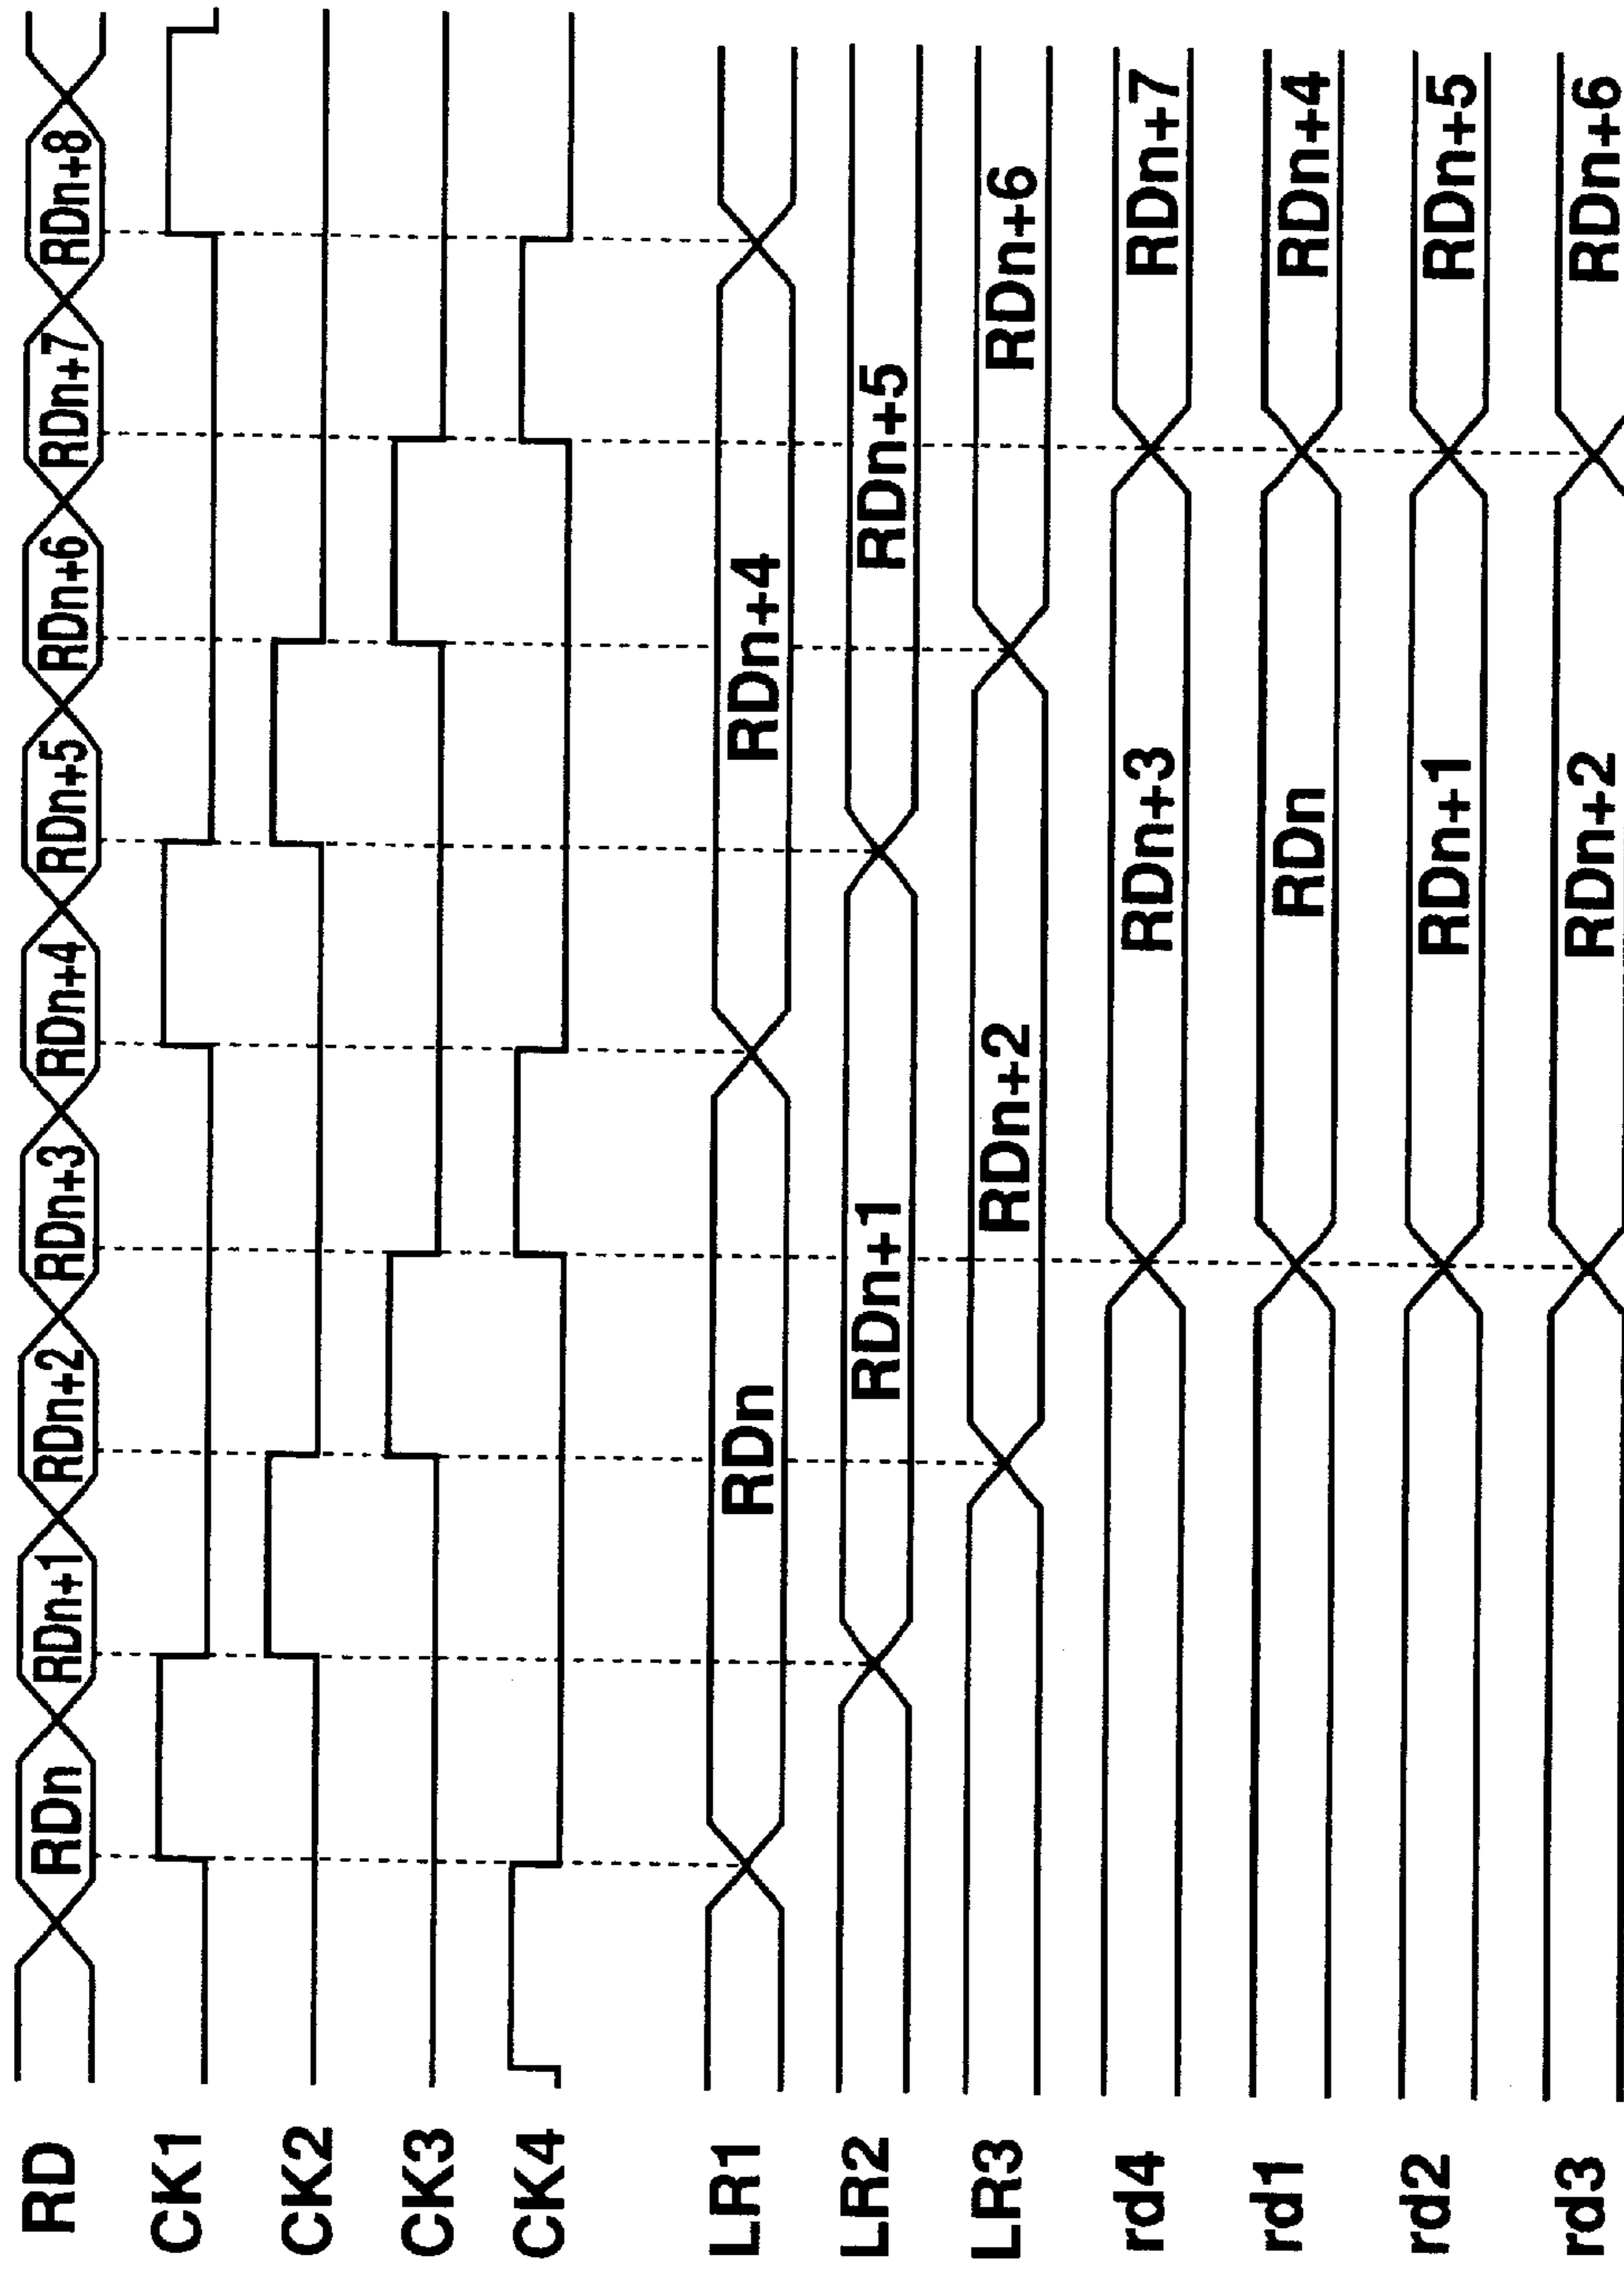 RD RDn RDn+1 RDn+2 RDn+3 RDn+4 RDn+5 RDn+6 RDn+7 RDn+8
CK1
CK2
CK3
CK4
LR1 RDn RDn+4
LR2 RDn+1 RDn+5
LR3 RDn+2 RDn+6
rd4 RDn+3 RDn+7
rd1 RDn RDn+4
rd2 RDn+1 RDn+5
rd3 RDn+2 RDn+6